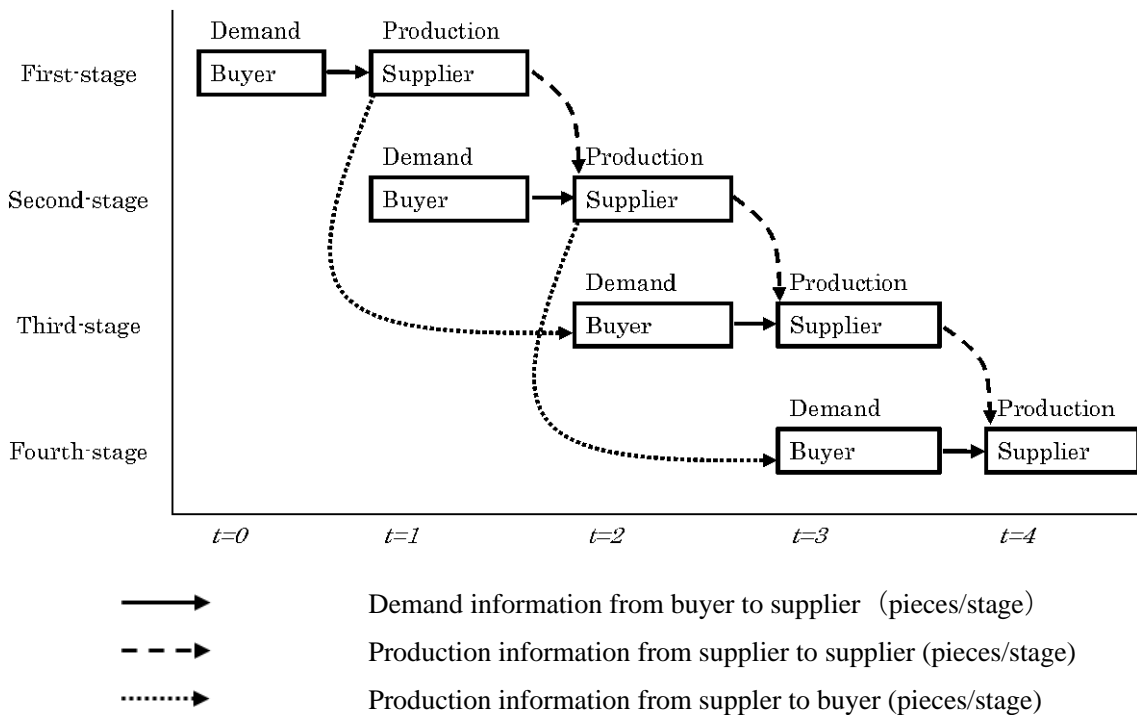 Demand Production
First-stage Buyer Supplier
Demand Production
Second-stage Buyer Supplier
Demand Production
Third-stage Buyer Supplier
Demand Production
Fourth-stage Buyer Supplier
t=0 t=1 t=2 t=3 t=4
Demand information from buyer to supplier（pieces/stage）
Production information from supplier to supplier (pieces/stage)
Production information from suppler to buyer (pieces/stage)